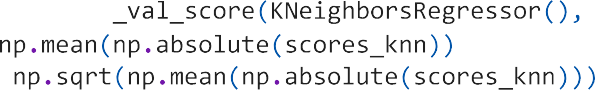 _val_score(KNeighborsRegressor(),
np.mean(np.absolute(scores_knn))
np.sqrt(np.mean(np.absolute(scores_knn)))